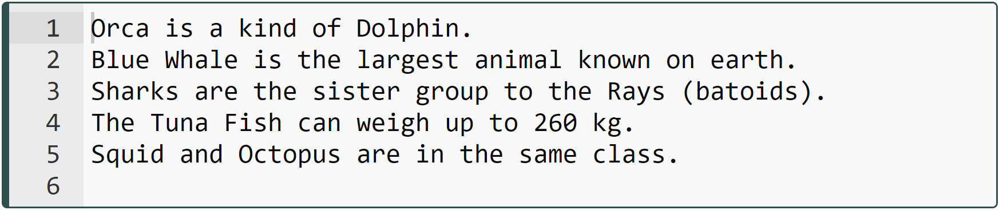 1 Orca is a kind of Dolphin.
2 Blue Whale is the largest animal known on earth.
3 Sharks are the sister group to the Rays (batoids).
4 The Tuna Fish can weigh up to 260 kg.
5 Squid and Octopus are in the same class.
6